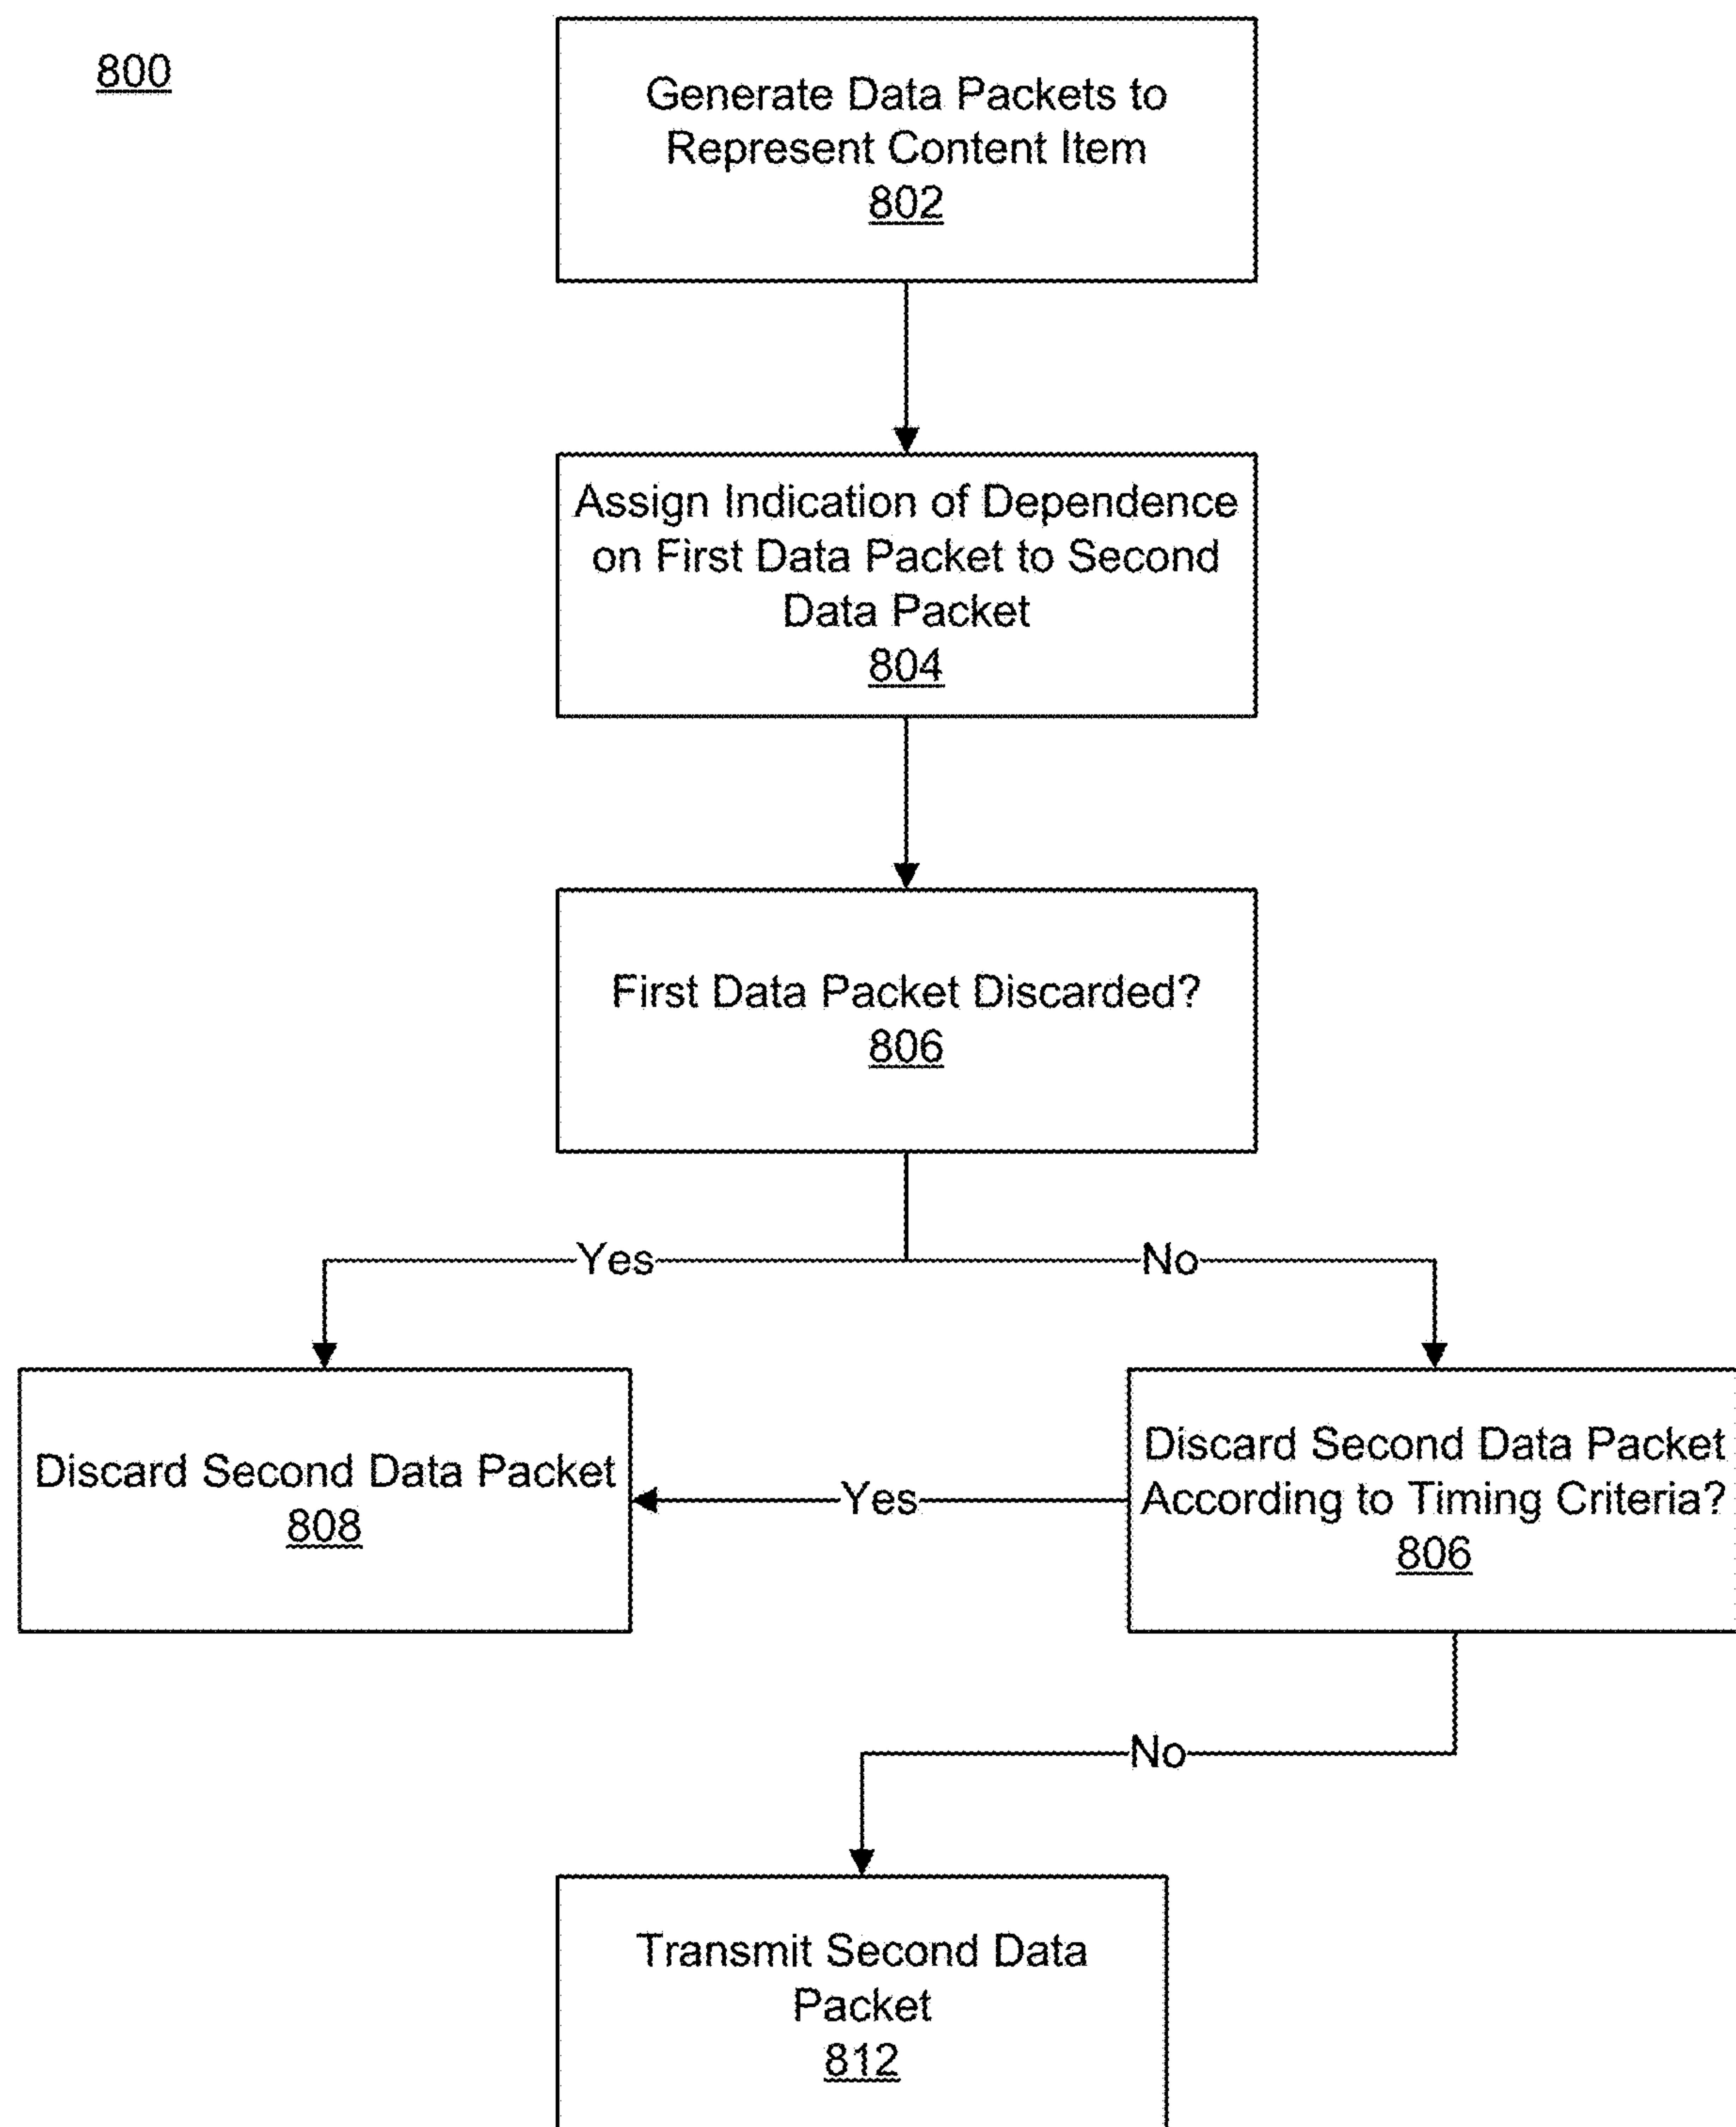 800
Generate Data Packets to
Represent Content Item
802
Assign Indication of Dependence
on First Data Packet to Second
Data Packet
804
First Data Packet Discarded?
806
Yes
No
Discard Second Data Packet
808
Yes
Discard Second Data Packet
According to Timing Criteria?
806
No
Transmit Second Data
Packet
812